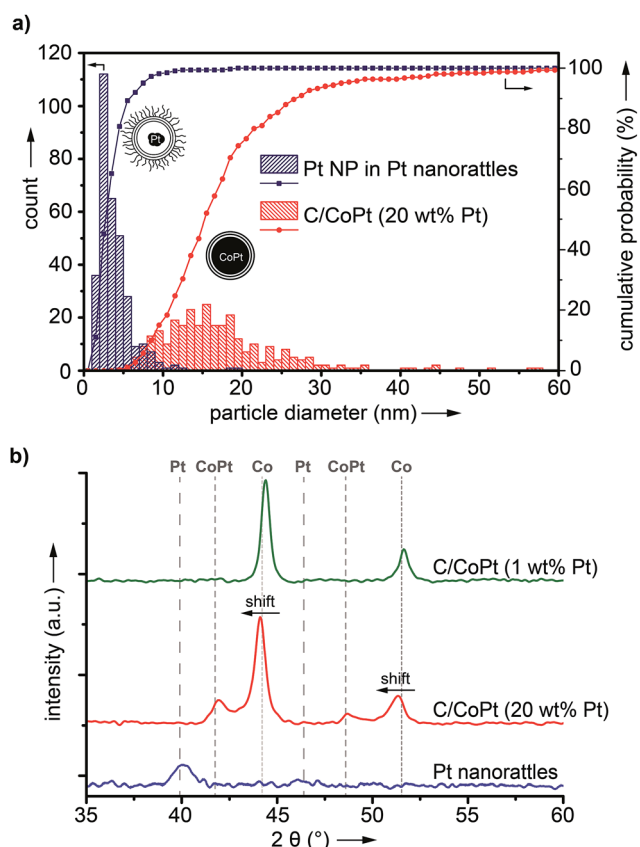 a)
120
100
80
60
40
20
0
count
100
80
60
40
20
0
cumulative probability (%)
Pt
Pt NP in Pt nanorattles
C/CoPt (20 wt% Pt)
CoPt
0 10 20 30 40 50 60
particle diameter (nm)
b)
Pt CoPt Co Pt CoPt Co
C/CoPt (1 wt% Pt)
shift
shift
C/CoPt (20 wt% Pt)
Pt nanorattles
intensity (a.u.)
35 40 45 50 55 60
2 θ (°)